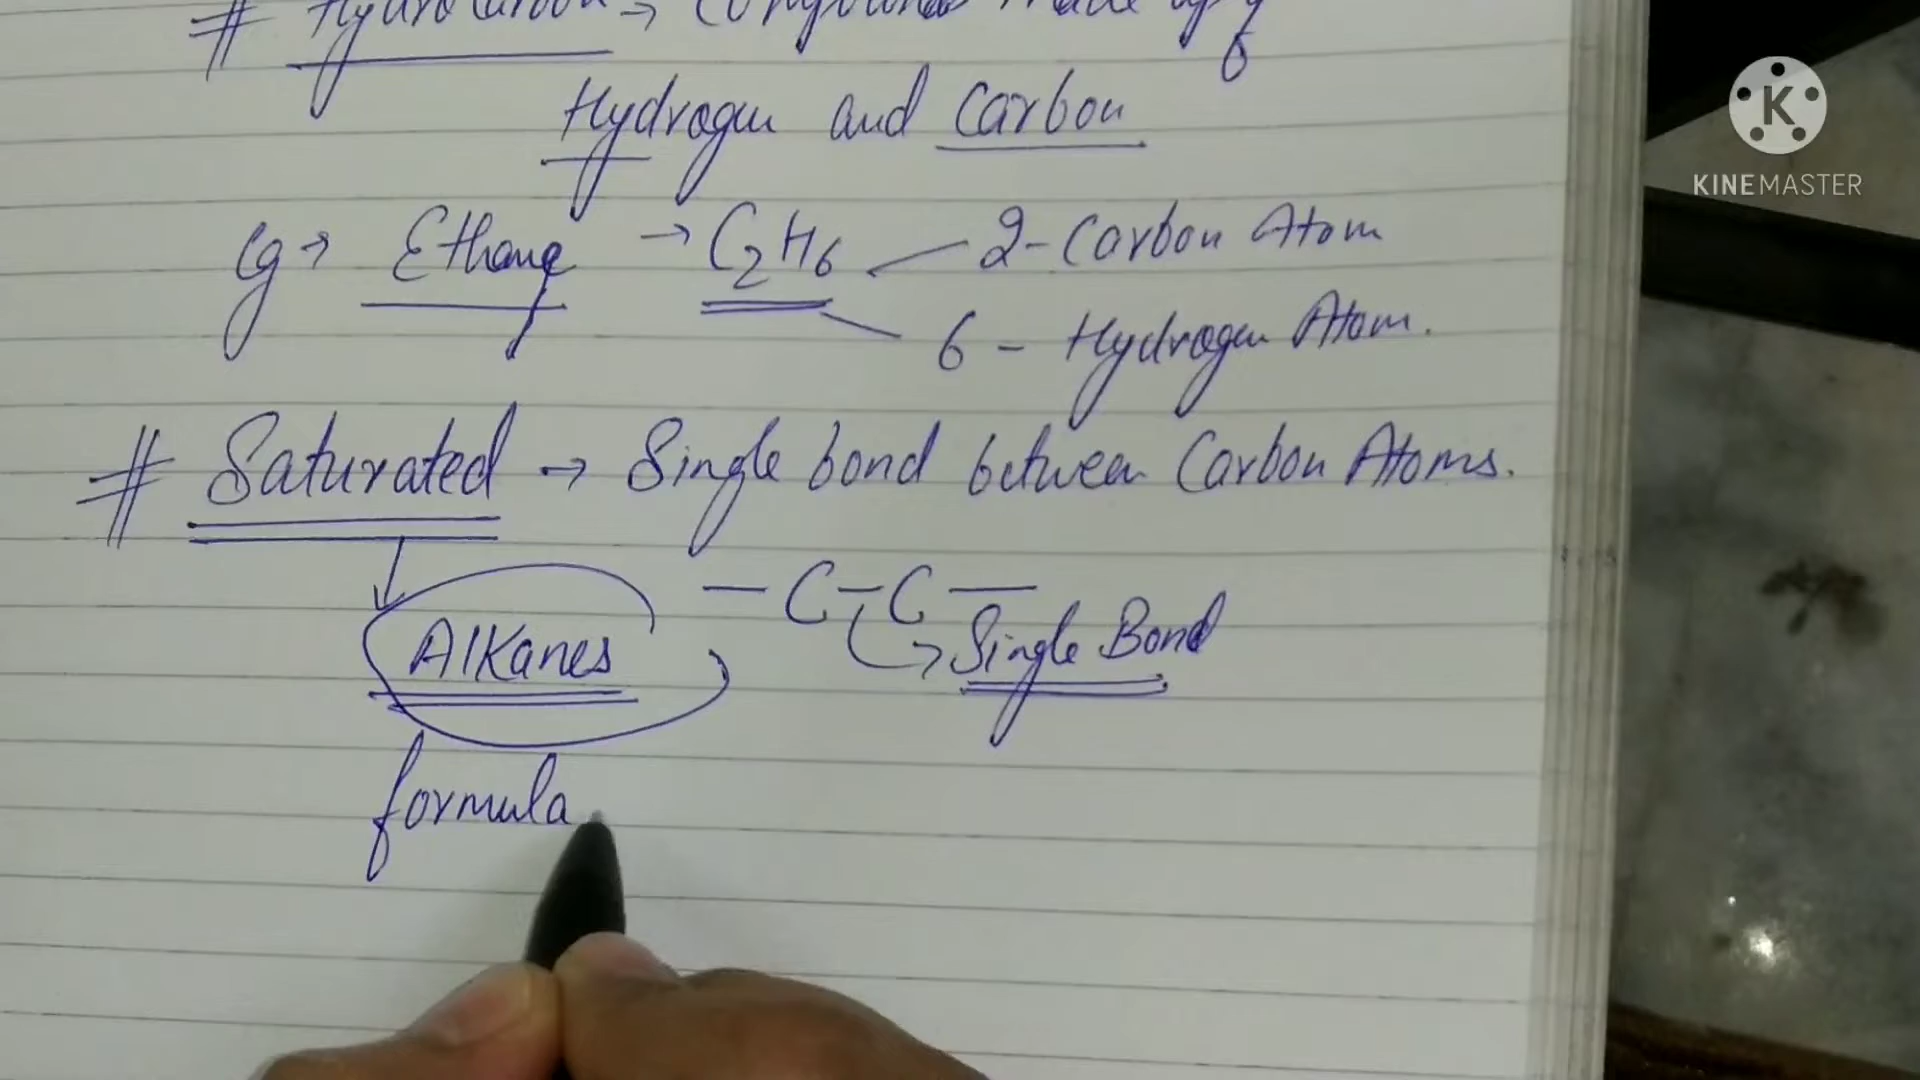 # Hydrocarbon → Compounds made up of
Hydrogen and Carbon
eg → Ethane → C2H6 2-Carbon Atom
6 - Hydrogen Atom.
# Saturated → Single bond between Carbon Atoms.
- C - C -
Alkanes → Single Bond
formula
KINEMASTER